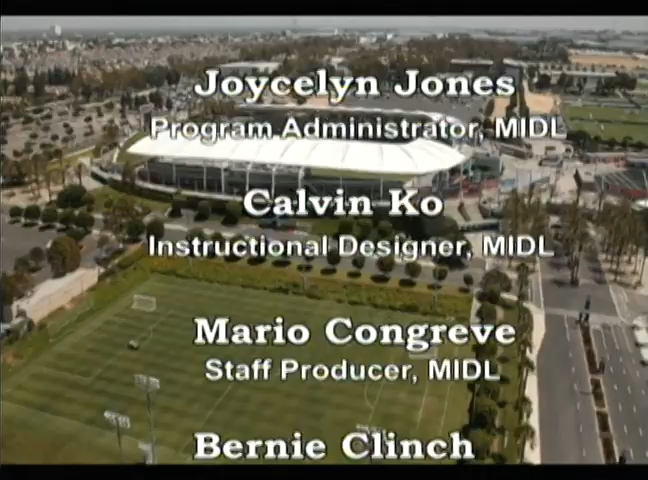 Joycelyn Jones
Program Administrator, MIDL
Calvin Ko
Instructional Designer, MIDL
Mario Congreve
Staff Producer, MIDL
Bernie Clinch